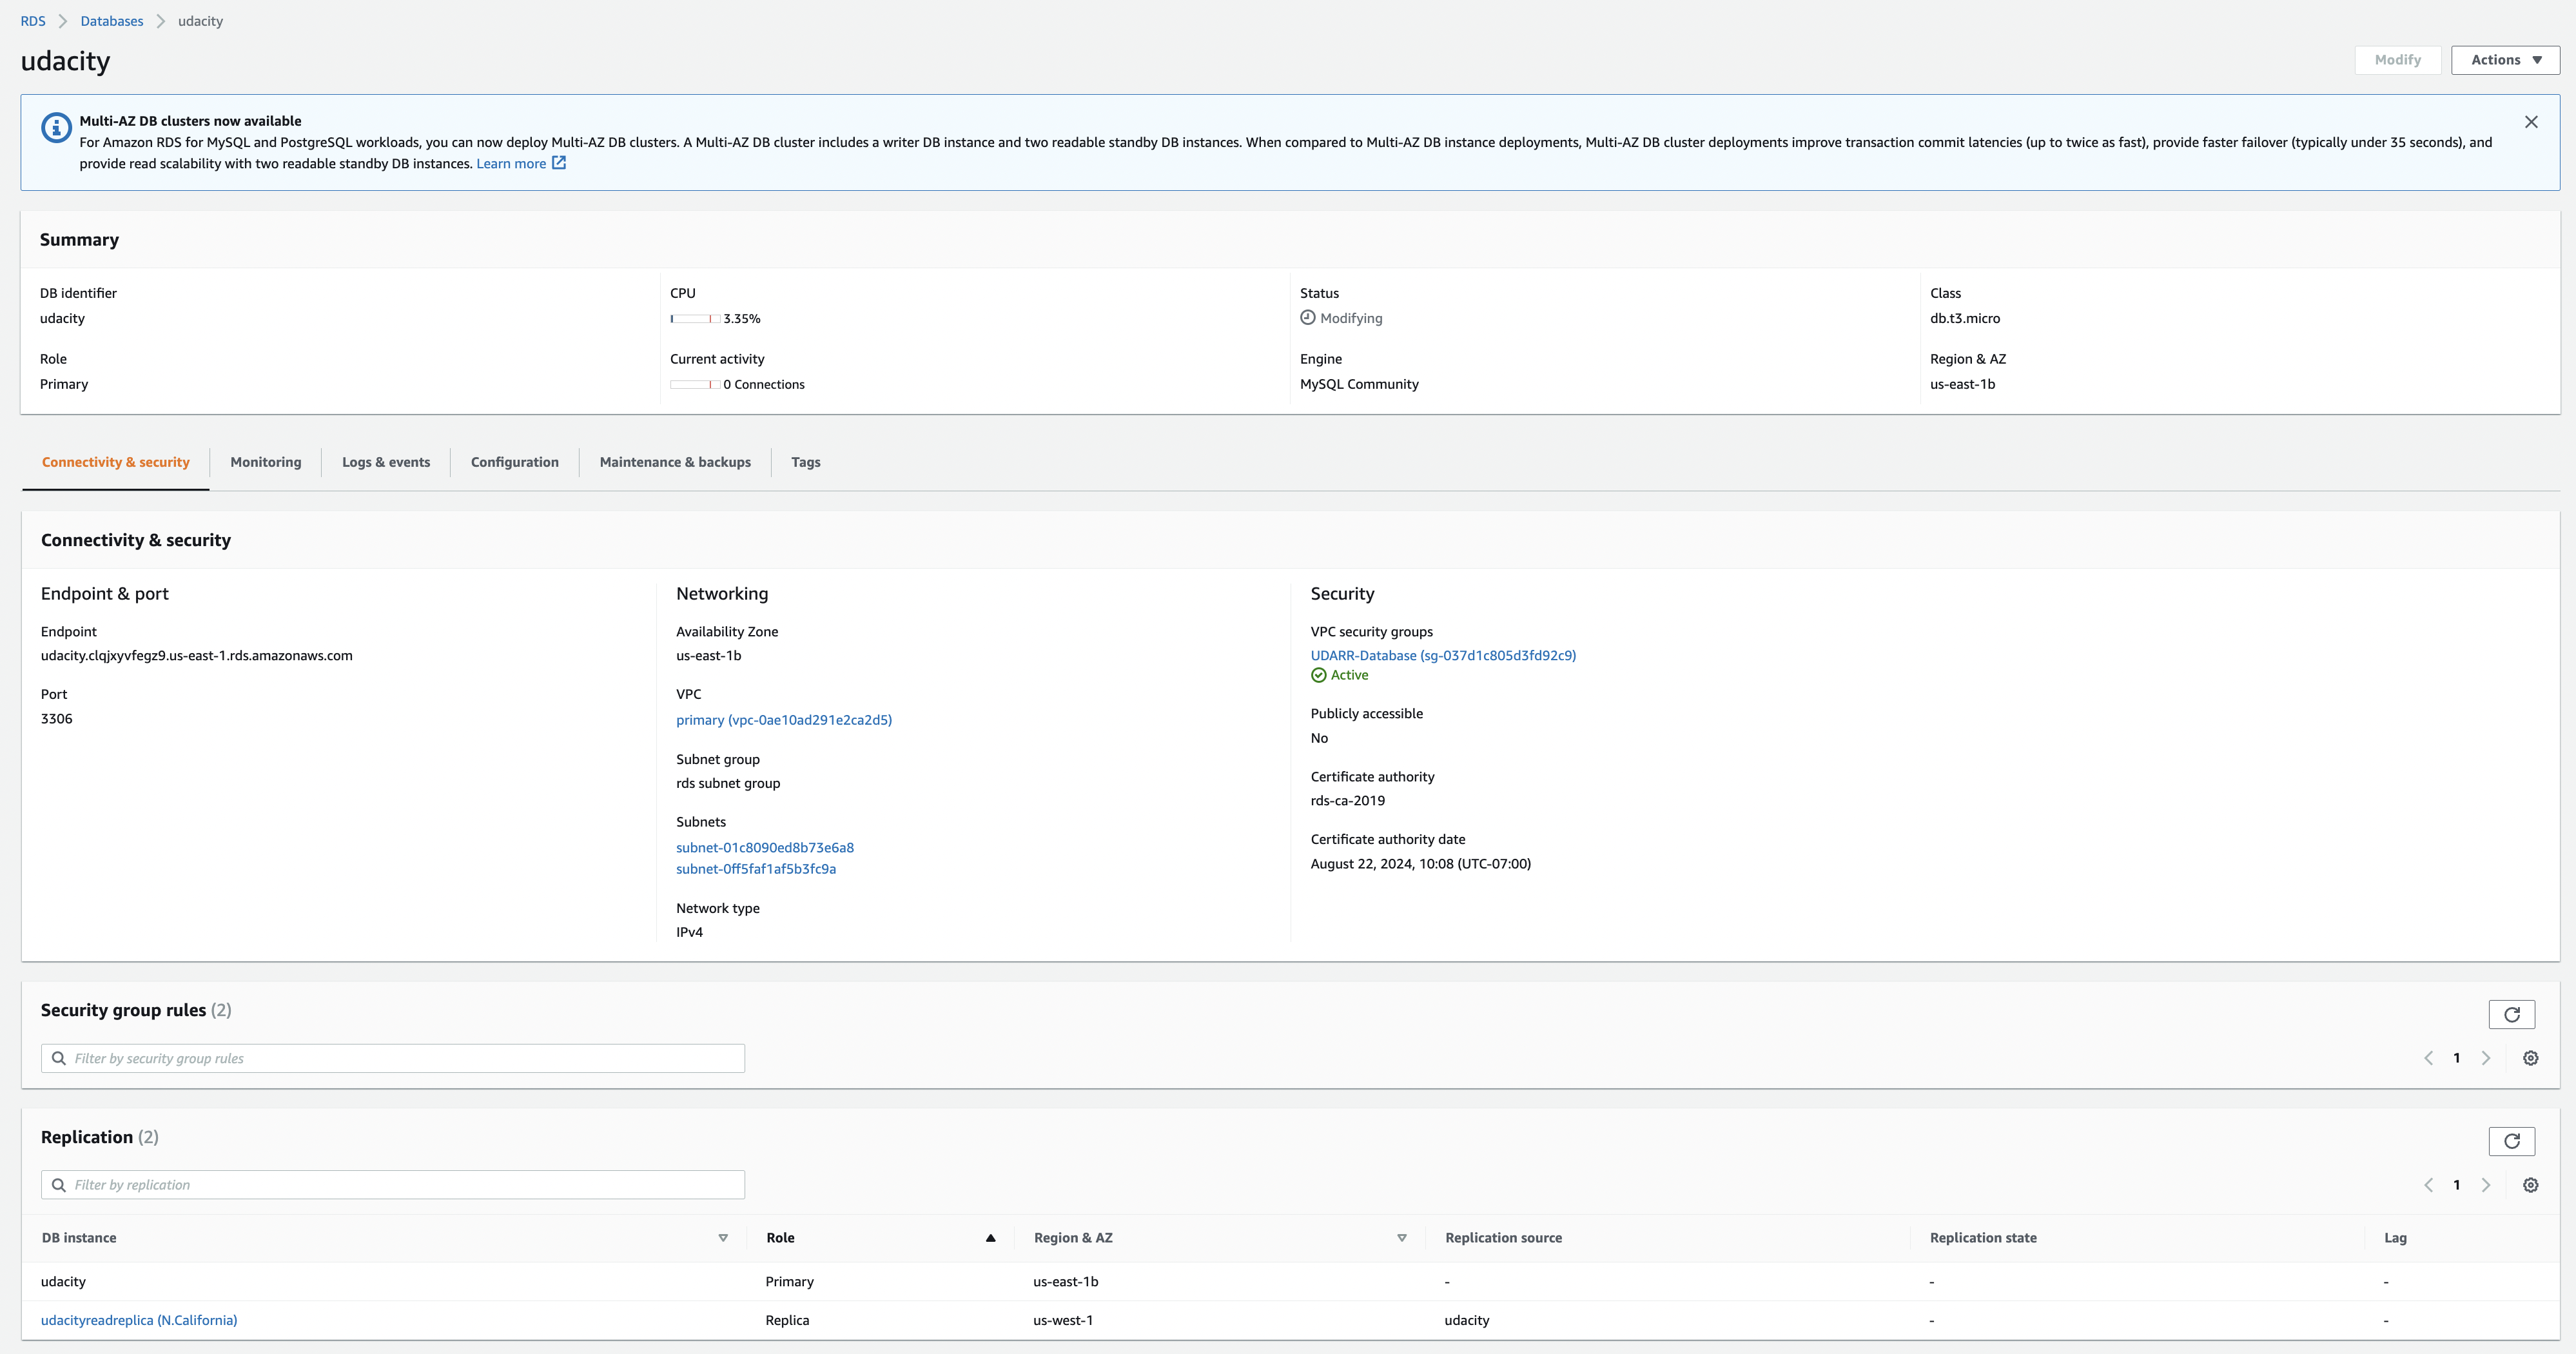 RDS > Databases > udacity
udacity
Modify Actions
Multi-AZ DB clusters now available
For Amazon RDS for MySQL and PostgreSQL workloads, you can now deploy Multi-AZ DB clusters. A Multi-AZ DB cluster includes a writer DB instance and two readable standby DB instances. When compared to Multi-AZ DB instance deployments, Multi-AZ DB cluster deployments improve transaction commit latencies (up to twice as fast), provide faster failover (typically under 35 seconds), and
provide read scalability with two readable standby DB instances. Learn more
Summary
DB identifier
udacity
Role
Primary
CPU
3.35%
Current activity
0 Connections
Status
Modifying
Engine
MySQL Community
Class
db.t3.micro
Region & AZ
us-east-1b
Connectivity & security Monitoring Logs & events Configuration Maintenance & backups Tags
Connectivity & security
Endpoint & port
Endpoint
udacity.clqjxyvfegz9.us-east-1.rds.amazonaws.com
Port
3306
Networking
Availability Zone
us-east-1b
VPC
primary (vpc-0ae10ad291e2ca2d5)
Subnet group
rds subnet group
Subnets
subnet-01c8090ed8b73e6a8
subnet-0ff5faf1af5b3fc9a
Network type
IPv4
Security
VPC security groups
UDARR-Database (sg-037d1c805d3fd92c9)
Active
Publicly accessible
No
Certificate authority
rds-ca-2019
Certificate authority date
August 22, 2024, 10:08 (UTC-07:00)
Security group rules (2)
Filter by security group rules
1
Replication (2)
Filter by replication
1
DB instance Role Region & AZ Replication source Replication state Lag
udacity Primary us-east-1b - - -
udacityreadreplica (N.California) Replica us-west-1 udacity - -